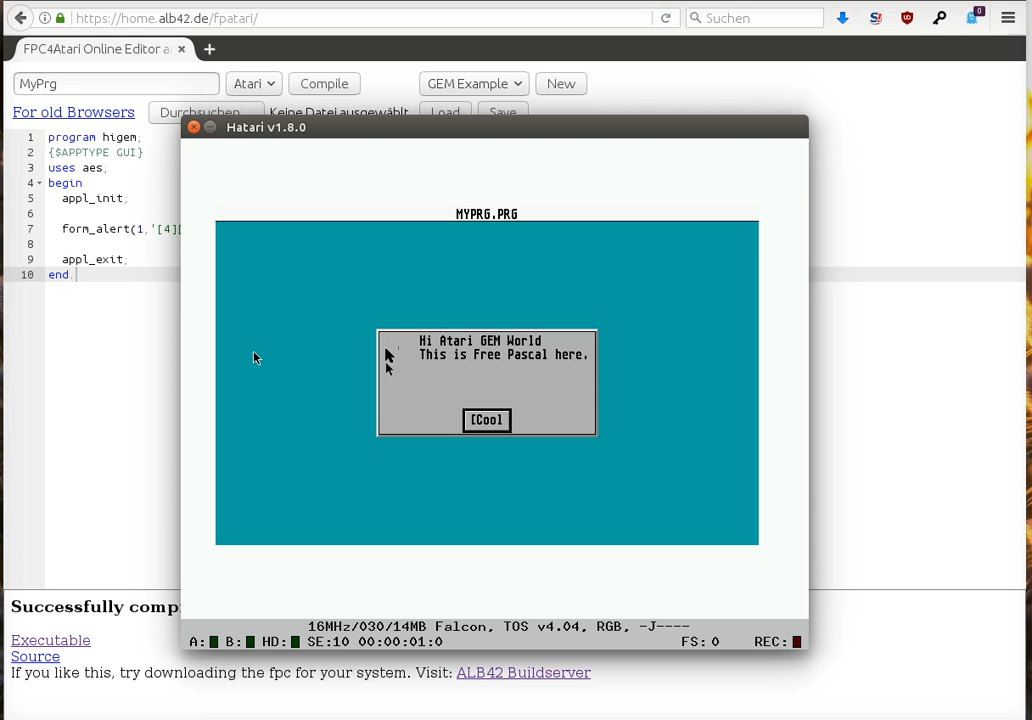 https://home.alb42.de/fpatari/
Suchen
0
FPC4Atari Online Editor a
MyPrg
Atari
Compile
GEM Example
New
For old Browsers
Durchsuchen
Keine Datei ausgewählt.
Load
Save
Hatari v1.8.0
1 program higem;
2 {$APPTYPE GUI}
3 uses aes;
4 begin
5 appl_init;
6
7 form_alert(1,'[4][
8
9 appl_exit;
10 end.
MYPRG.PRG
Hi Atari GEM World
This is Free Pascal here.
[Cool
16MHz/030/14MB Falcon, TOS v4.04, RGB, -J----
A: B: HD: SE:10 00:00:01:0 FS: 0 REC:
Successfully comp
Executable
Source
If you like this, try downloading the fpc for your system. Visit: ALB42 Buildserver